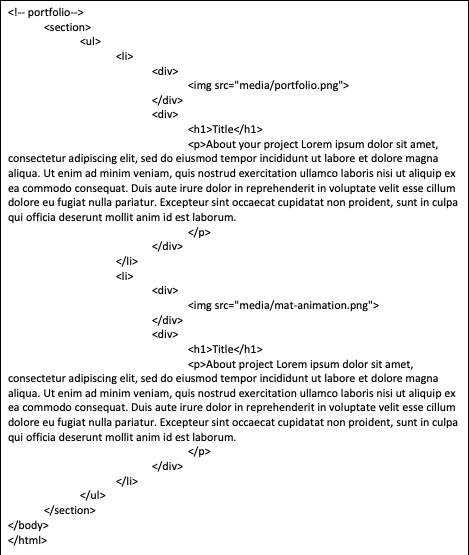 <!-- portfolio-->
<section>
<ul>
<li>
<div>
<img src="media/portfolio.png">
</div>
<div>
<h1>Title</h1>
<p>About your project Lorem ipsum dolor sit amet,
consectetur adipiscing elit, sed do eiusmod tempor incididunt ut labore et dolore magna
aliqua. Ut enim ad minim veniam, quis nostrud exercitation ullamco laboris nisi ut aliquip ex
ea commodo consequat. Duis aute irure dolor in reprehenderit in voluptate velit esse cillum
dolore eu fugiat nulla pariatur. Excepteur sint occaecat cupidatat non proident, sunt in culpa
qui officia deserunt mollit anim id est laborum.
</p>
</div>
</li>
<li>
<div>
<img src="media/mat-animation.png">
</div>
<div>
<h1>Title</h1>
<p>About project Lorem ipsum dolor sit amet,
consectetur adipiscing elit, sed do eiusmod tempor incididunt ut labore et dolore magna
aliqua. Ut enim ad minim veniam, quis nostrud exercitation ullamco laboris nisi ut aliquip ex
ea commodo consequat. Duis aute irure dolor in reprehenderit in voluptate velit esse cillum
dolore eu fugiat nulla pariatur. Excepteur sint occaecat cupidatat non proident, sunt in culpa
qui officia deserunt mollit anim id est laborum.
</p>
</div>
</li>
</ul>
</section>
</body>
</html>